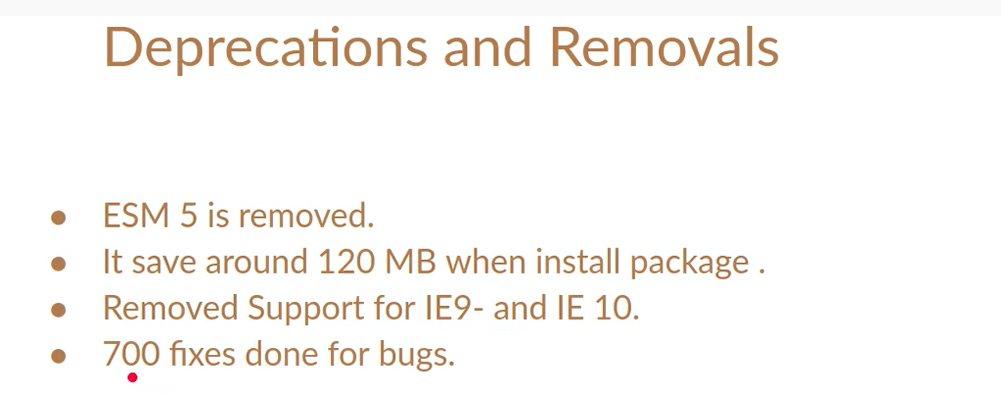 Deprecations and Removals
● ESM 5 is removed.
● It save around 120 MB when install package .
● Removed Support for IE9- and IE 10.
● 700 fixes done for bugs.